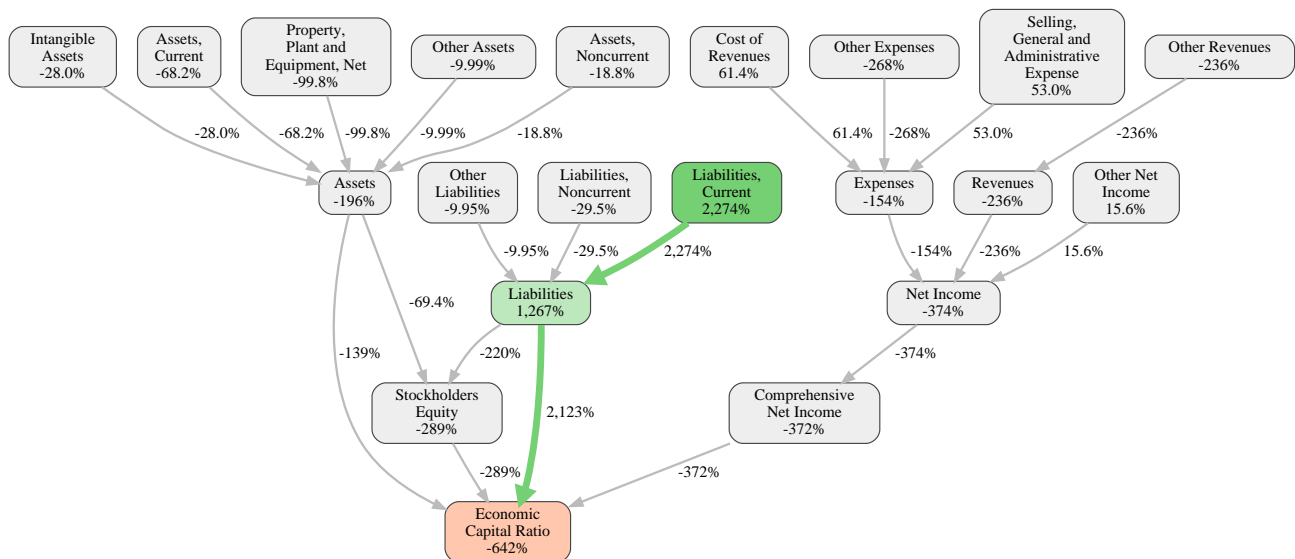 Intangible
Assets
-28.0%
Assets,
Current
-68.2%
Property,
Plant and
Equipment, Net
-99.8%
Other Assets
-9.99%
Assets,
Noncurrent
-18.8%
Cost of
Revenues
61.4%
Other Expenses
-268%
Selling,
General and
Administrative
Expense
53.0%
Other Revenues
-236%
-28.0%
-68.2%
-99.8%
-9.99%
-18.8%
61.4%
-268%
53.0%
-236%
Assets
-196%
Other
Liabilities
-9.95%
Liabilities,
Noncurrent
-29.5%
Liabilities,
Current
2,274%
Expenses
-154%
Revenues
-236%
Other Net
Income
15.6%
-9.95%
-29.5%
2,274%
-154%
-236%
15.6%
Liabilities
1,267%
Net Income
-374%
-69.4%
-139%
-220%
-374%
Stockholders
Equity
-289%
2,123%
Comprehensive
Net Income
-372%
-289%
-372%
Economic
Capital Ratio
-642%